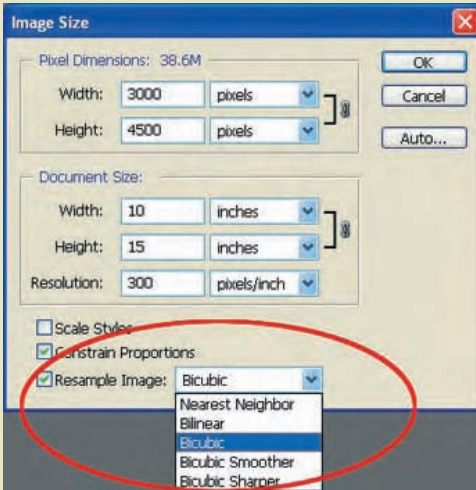 Image Size
Pixel Dimensions: 38.6M
OK
Width: 3000 pixels
Cancel
Height: 4500 pixels
Auto...
Document Size:
Width: 10 inches
Height: 15 inches
Resolution: 300 pixels/inch
Scale Styles
Constrain Proportions
Resample Image: Bicubic
Nearest Neighbor
Bilinear
Bicubic
Bicubic Smoother
Bicubic Sharper